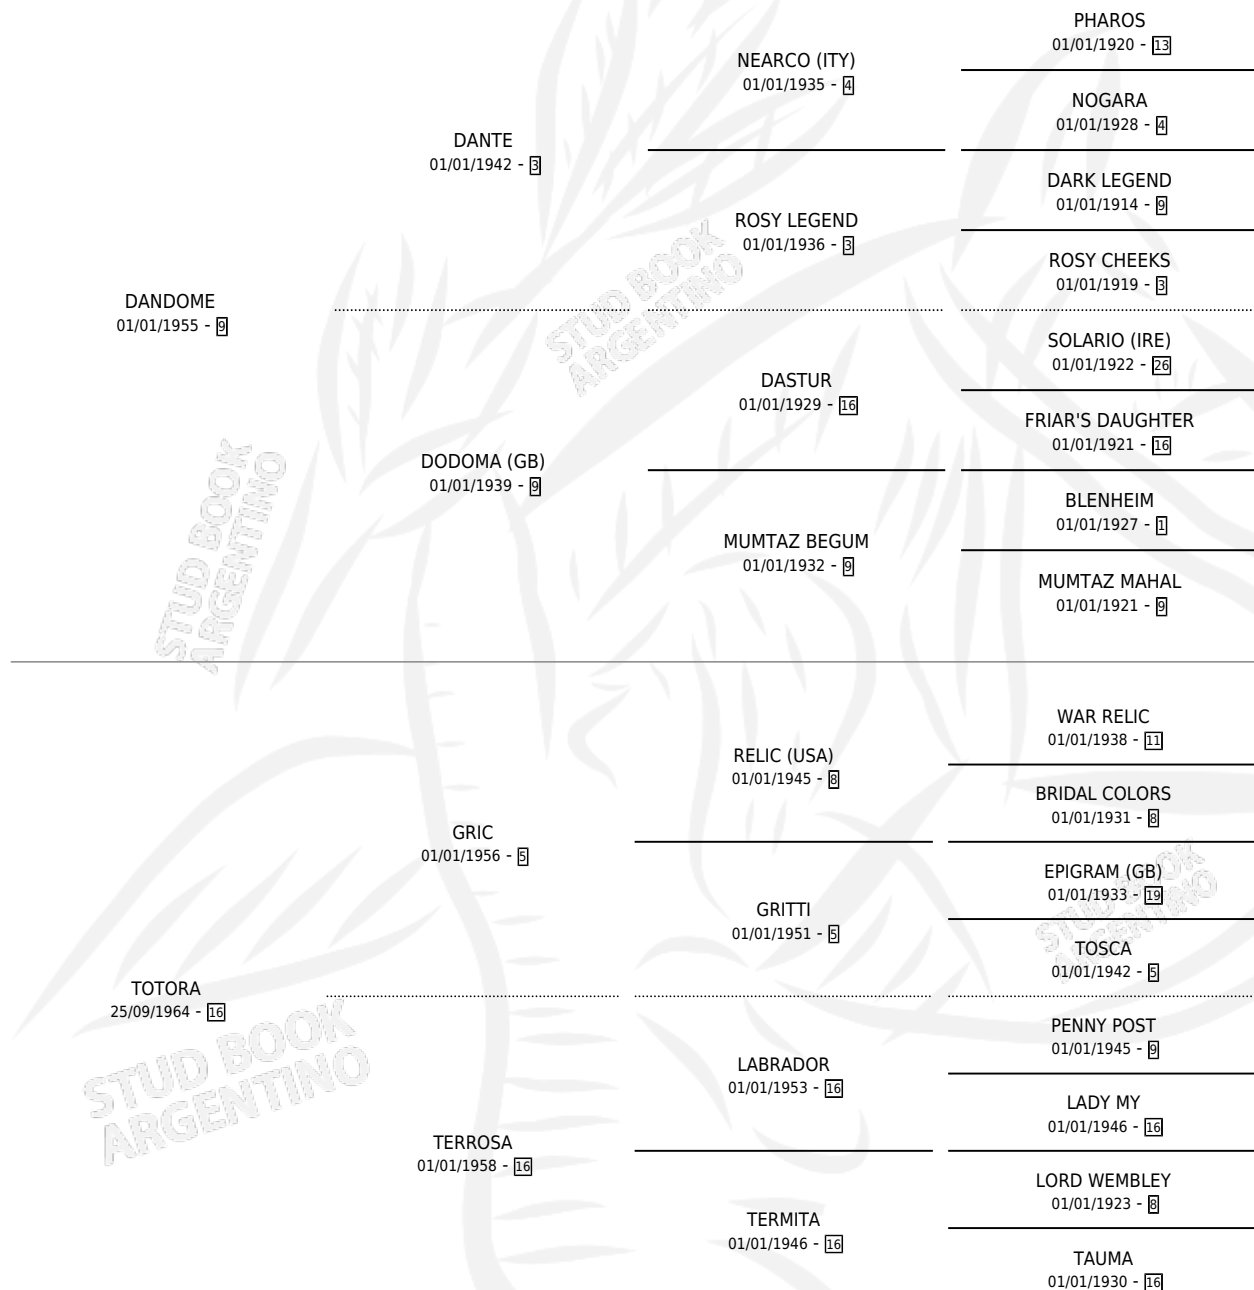 PHAROS
01/01/1920 - 13
NEARCO (ITY)
01/01/1935 - 4
NOGARA
01/01/1928 - 4
DANTE
01/01/1942 - 3
DARK LEGEND
01/01/1914 - 9
ROSY LEGEND
01/01/1936 - 3
ROSY CHEEKS
01/01/1919 - 3
DANDOME
01/01/1955 - 9
SOLARIO (IRE)
01/01/1922 - 26
DASTUR
01/01/1929 - 16
FRIAR'S DAUGHTER
01/01/1921 - 16
DODOMA (GB)
01/01/1939 - 9
BLENHEIM
01/01/1927 - 1
MUMTAZ BEGUM
01/01/1932 - 9
MUMTAZ MAHAL
01/01/1921 - 9
WAR RELIC
01/01/1938 - 11
RELIC (USA)
01/01/1945 - 8
BRIDAL COLORS
01/01/1931 - 8
GRIC
01/01/1956 - 5
EPIGRAM (GB)
01/01/1933 - 19
GRITTI
01/01/1951 - 5
TOSCA
01/01/1942 - 5
TOTORA
25/09/1964 - 16
PENNY POST
01/01/1945 - 9
LABRADOR
01/01/1953 - 16
LADY MY
01/01/1946 - 16
TERROSA
01/01/1958 - 16
LORD WEMBLEY
01/01/1923 - 8
TERMITA
01/01/1946 - 16
TAUMA
01/01/1930 - 16
STUD BOOK
ARGENTINO
STUD BOOK
ARGENTINO
STUD BOOK
ARGENTINO
STUD BOOK
ARGENTINO